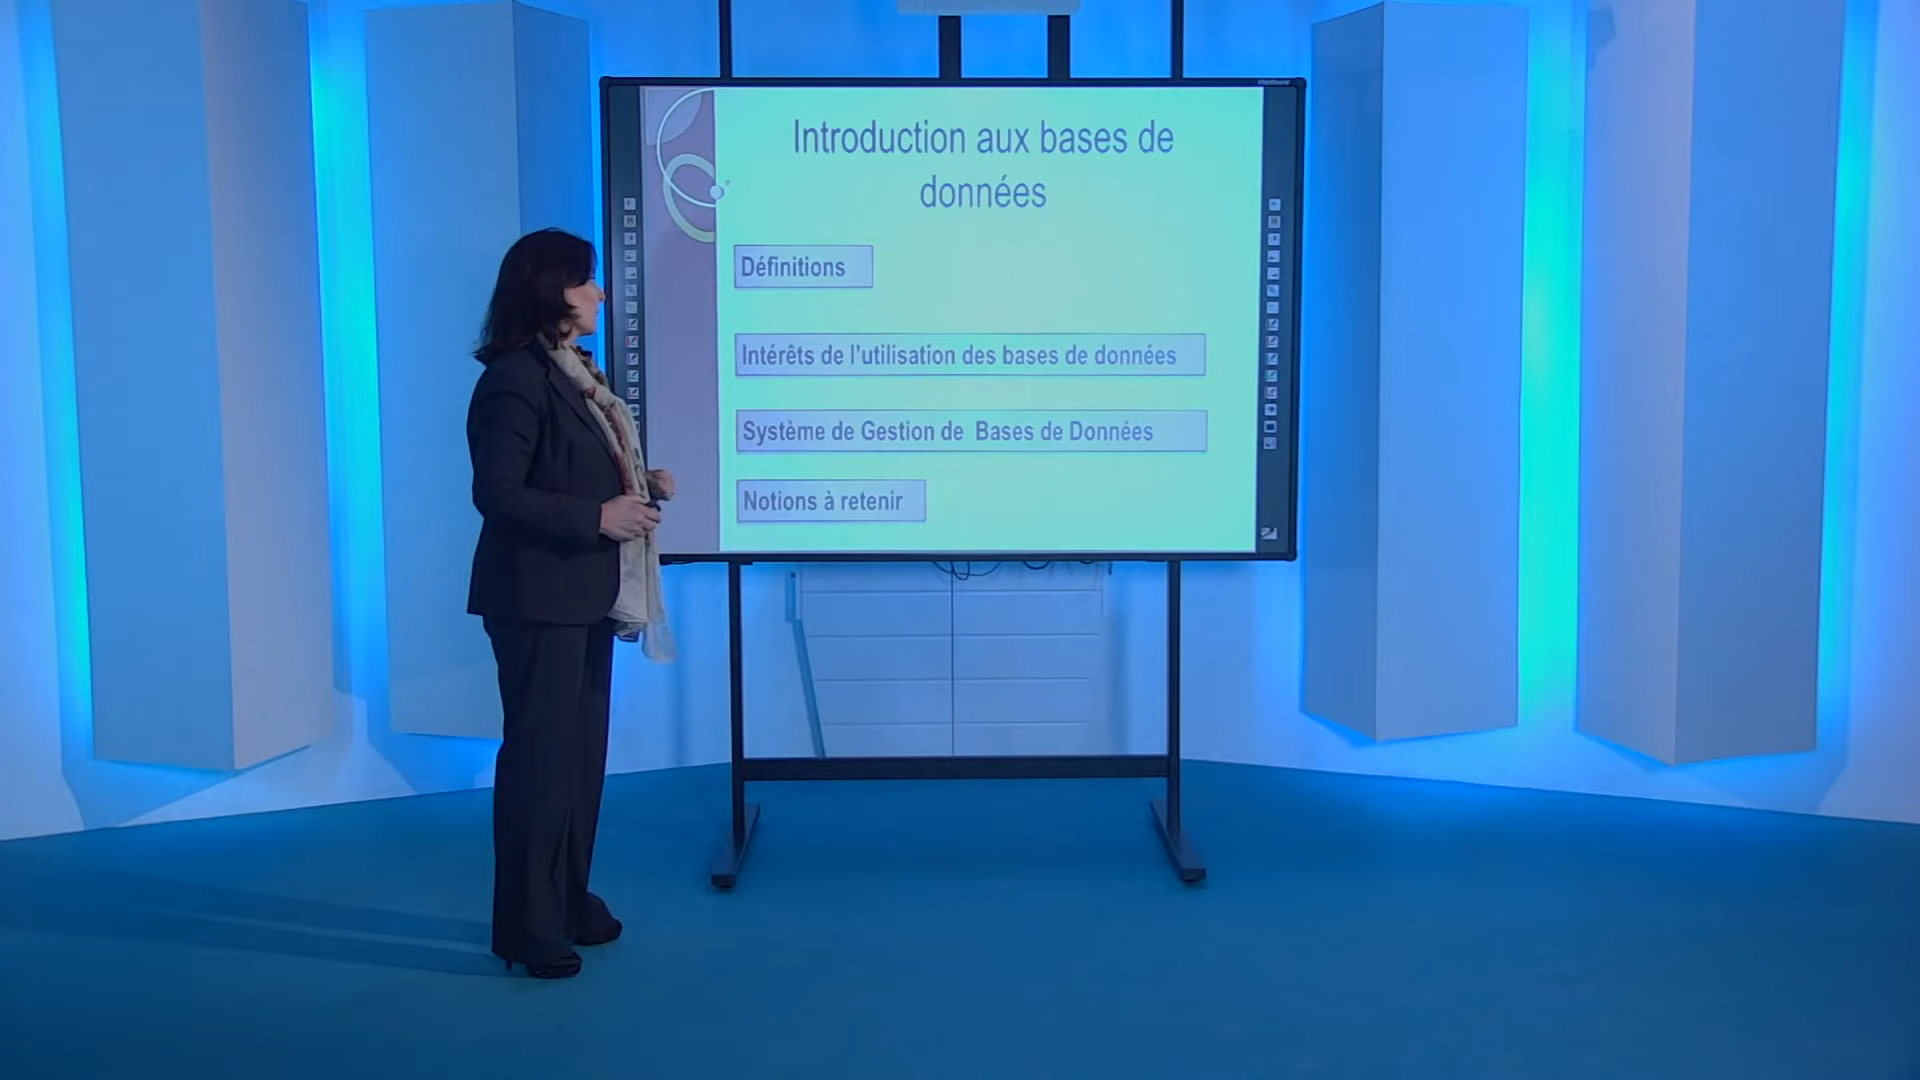 Introduction aux bases de
données
Définitions
Intérêts de l'utilisation des bases de données
Système de Gestion de Bases de Données
Notions à retenir